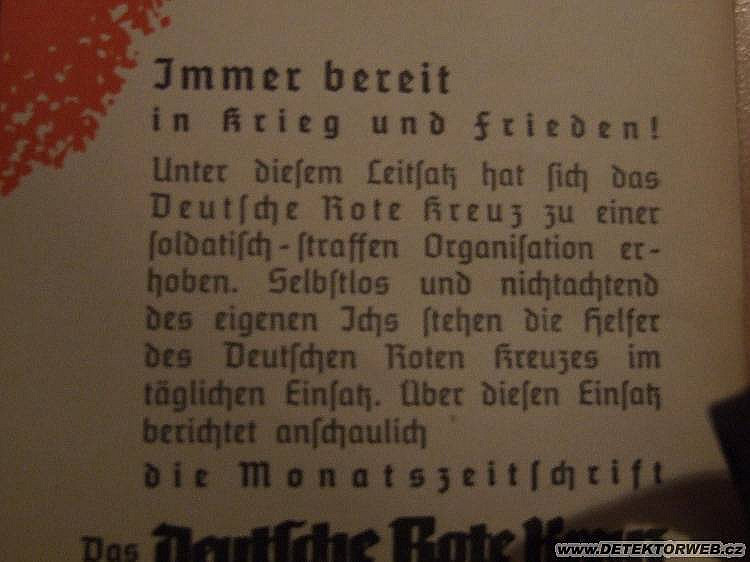 Immer bereit
in Krieg und Frieden!
Unter diesem Leitsatz hat sich das
Deutsche Rote Kreuz zu einer
soldatisch-straffen Organisation er-
hoben. Selbstlos und nichtachtend
des eigenen Ichs stehen die Helfer
des Deutschen Roten Kreuzes im
täglichen Einsatz. Über diesen Einsatz
berichtet anschaulich
die Monatszeitschrift
Das Deutsche Rote Kreuz
www.DETEKTORWEB.cz